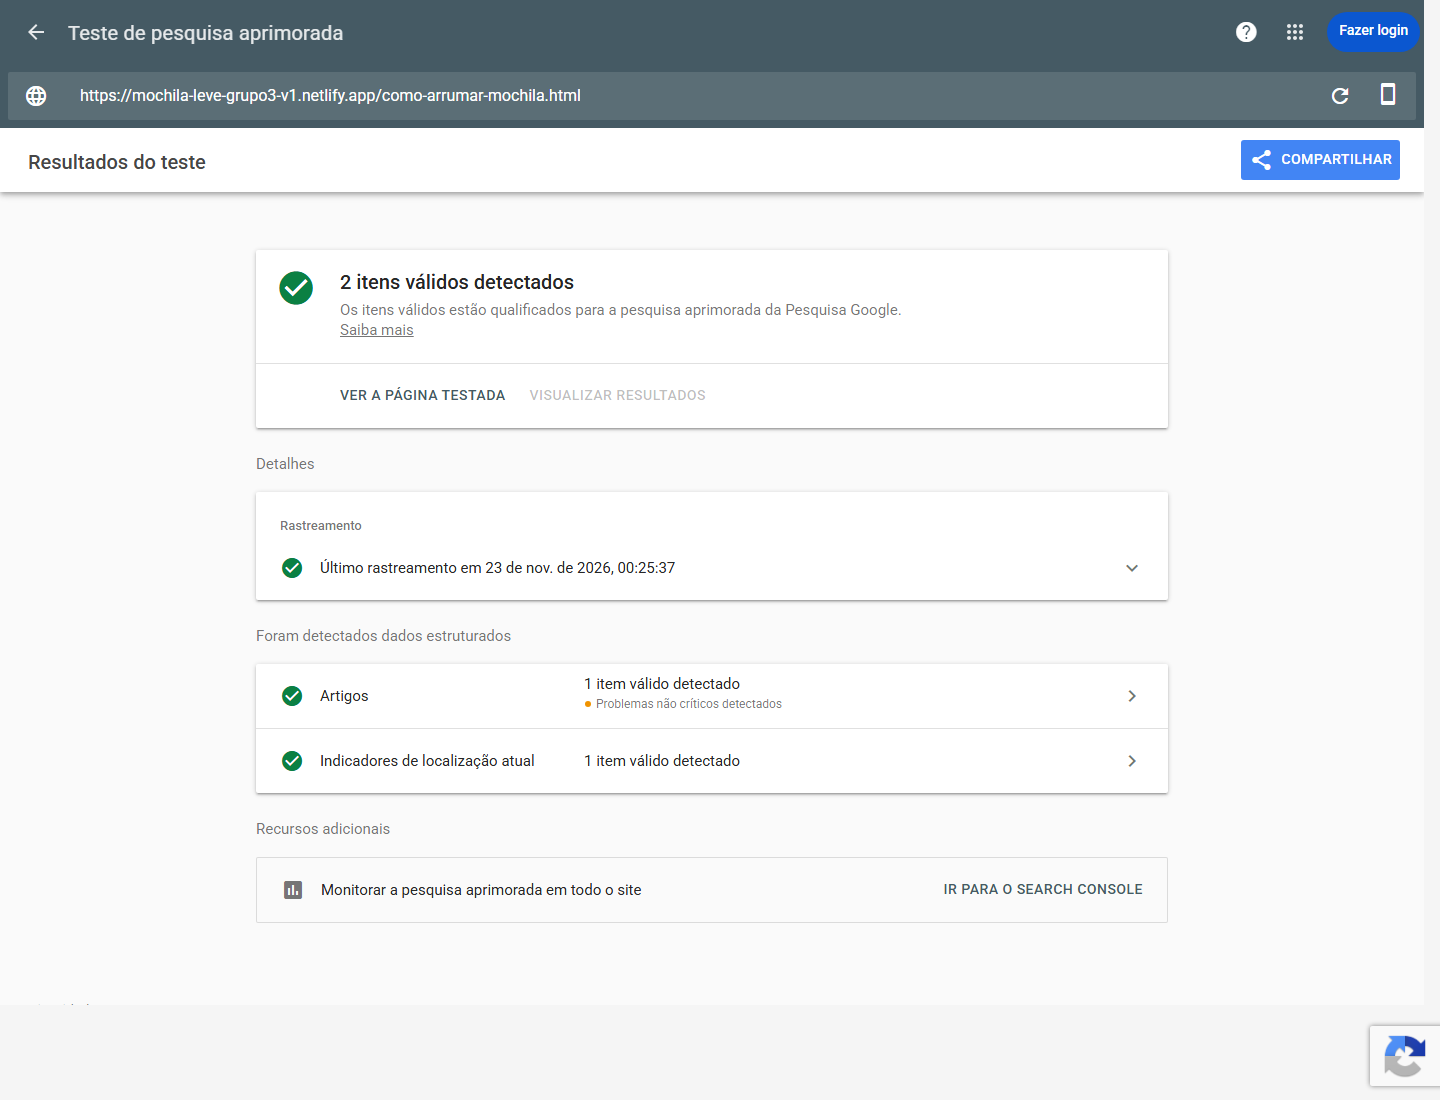 Teste de pesquisa aprimorada
Fazer login
https://mochila-leve-grupo3-v1.netlify.app/como-arrumar-mochila.html
Resultados do teste
COMPARTILHAR
2 itens válidos detectados
Os itens válidos estão qualificados para a pesquisa aprimorada da Pesquisa Google.
Saiba mais
VER A PÁGINA TESTADA VISUALIZAR RESULTADOS
Detalhes
Rastreamento
Último rastreamento em 23 de nov. de 2026, 00:25:37
Foram detectados dados estruturados
Artigos
1 item válido detectado
Problemas não críticos detectados
Indicadores de localização atual
1 item válido detectado
Recursos adicionais
Monitorar a pesquisa aprimorada em todo o site
IR PARA O SEARCH CONSOLE